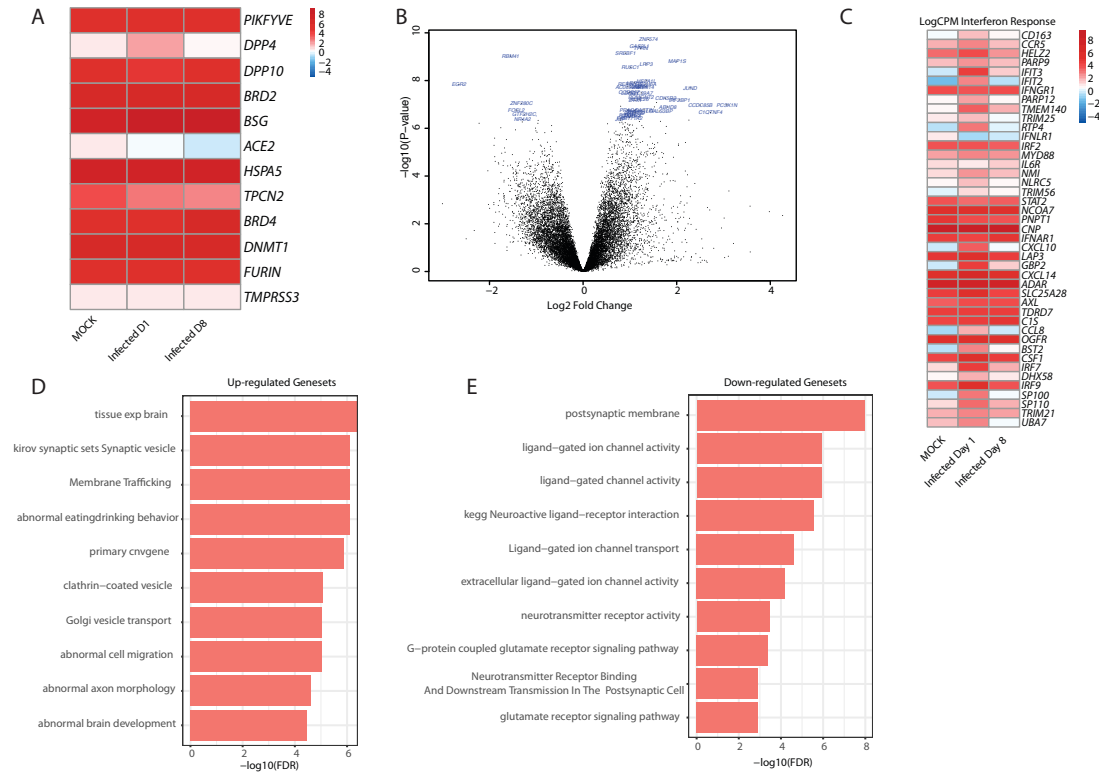 A
8
6
4
2
0
−2
−4
PIKFYVE
DPP4
DPP10
BRD2
BSG
ACE2
HSPA5
TPCN2
BRD4
DNMT1
FURIN
TMPRSS3
MOCK
Infected D1
Infected D8
B
−log10(P-value)
10
8
6
4
2
0
−2
0
2
4
Log2 Fold Change
ZNF574
SRBBF1
RBM41
LRP3
MAP1S
RUSC1
EGR2
JUND
CCDC85B
C
LogCPM Interferon Response
8
6
4
2
0
−2
−4
CD163
CCR5
HELZ2
PARP9
IFIT3
IFIT2
IFNGR1
PARP12
TMEM140
TRIM25
RTP4
IFNLR1
IRF2
MYD88
IL6R
NMI
NLRC5
TRIM56
STAT2
NCOA7
PNPT1
CNP
IFNAR1
CXCL10
LAP3
GBP2
CXCL14
ADAR
SLC25A28
AXL
TDRD7
C1S
CCL8
OGFR
BST2
CSF1
IRF7
DHX58
IRF9
SP100
SP110
TRIM21
UBA7
MOCK
Infected Day 1
Infected Day 8
D
Up-regulated Genesets
tissue exp brain
kirov synaptic sets Synaptic vesicle
Membrane Trafficking
abnormal eatingdrinking behavior
primary cnvgene
clathrin−coated vesicle
Golgi vesicle transport
abnormal cell migration
abnormal axon morphology
abnormal brain development
0
2
4
6
−log10(FDR)
E
Down-regulated Genesets
postsynaptic membrane
ligand−gated ion channel activity
ligand−gated channel activity
kegg Neuroactive ligand−receptor interaction
Ligand−gated ion channel transport
extracellular ligand−gated ion channel activity
neurotransmitter receptor activity
G−protein coupled glutamate receptor signaling pathway
Neurotransmitter Receptor Binding
And Downstream Transmission In The Postsynaptic Cell
glutamate receptor signaling pathway
0
2
4
6
8
−log10(FDR)